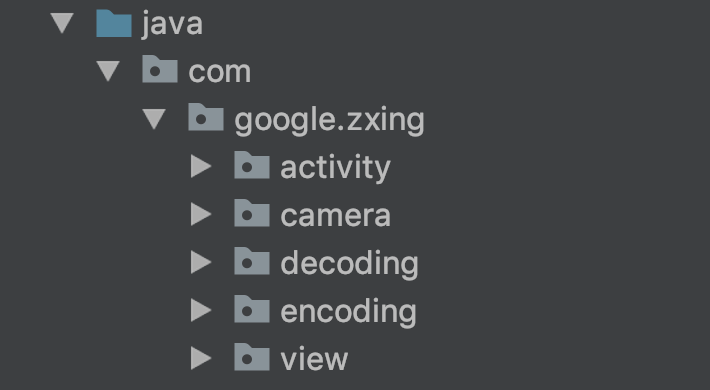 java
com
google.zxing
activity
camera
decoding
encoding
view